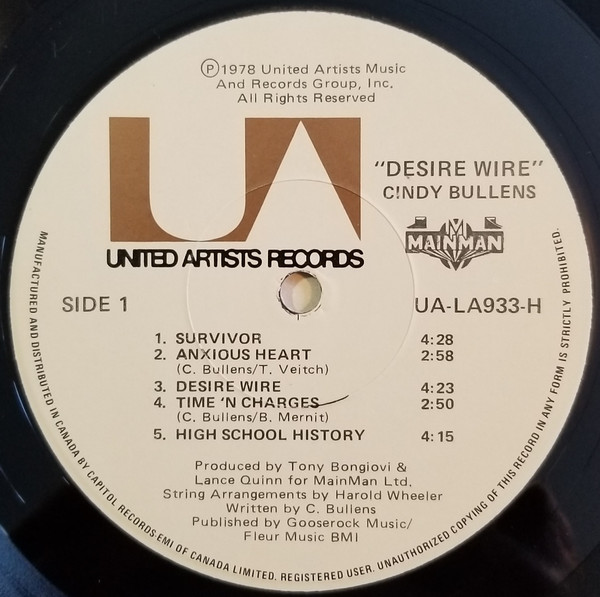 Ⓟ1978 United Artists Music
And Records Group, Inc.
All Rights Reserved
UA
UNITED ARTISTS RECORDS
"DESIRE WIRE"
CINDY BULLENS
M
MAINMAN
SIDE 1
UA-LA933-H
1. SURVIVOR 4:28
2. ANXIOUS HEART 2:58
(C. Bullens/T. Veitch)
3. DESIRE WIRE 4:23
4. TIME 'N CHARGES 2:50
(C. Bullens/B. Mernit)
5. HIGH SCHOOL HISTORY 4:15
Produced by Tony Bongiovi &
Lance Quinn for MainMan Ltd.
String Arrangements by Harold Wheeler
Written by C. Bullens
Published by Gooserock Music/
Fleur Music BMI
MANUFACTURED AND DISTRIBUTED IN CANADA BY CAPITOL RECORDS-EMI OF CANADA LIMITED, REGISTERED USER. UNAUTHORIZED COPYING OF THIS RECORD IN ANY FORM IS STRICTLY PROHIBITED.